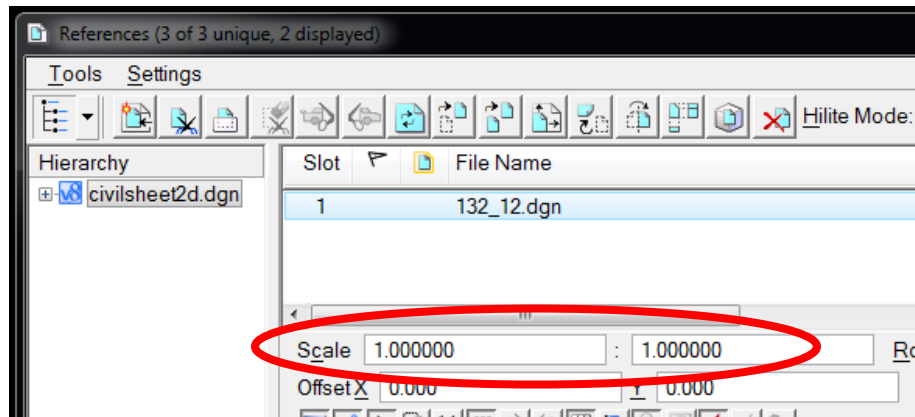 References (3 of 3 unique, 2 displayed)
Tools Settings
Hilite Mode:
Hierarchy Slot File Name
v8 civilsheet2d.dgn
1 132_12.dgn
Scale 1.000000 : 1.000000
Offset X 0.000 Y 0.000